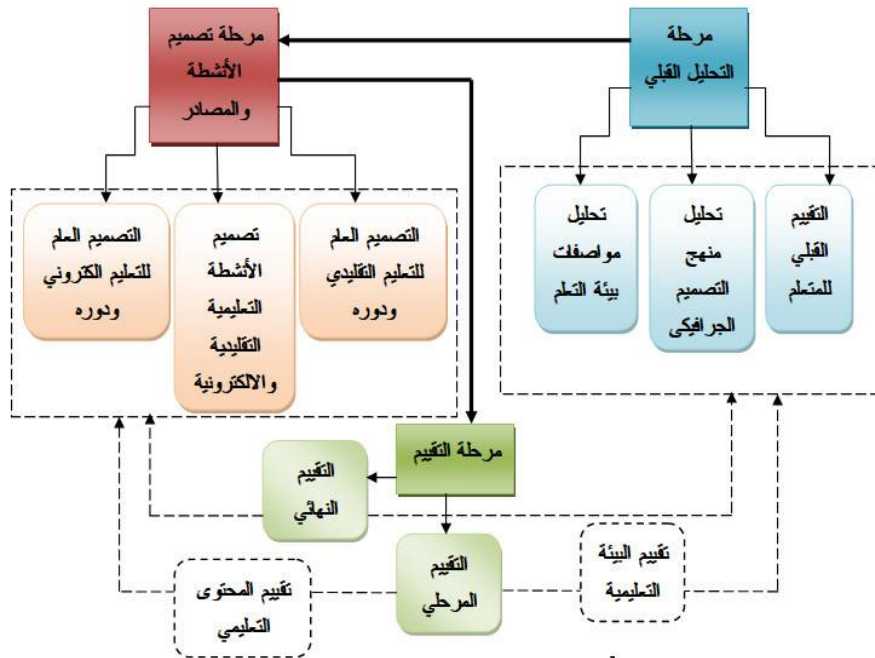 مرحلة
التحليل القبلي
مرحلة تصميم
الأنشطة
والمصادر
التقييم
القبلي
للمتعلم
تحليل
منهج
التصميم
الجرافيكى
تحليل
مواصفات
بيئة التعلم
التصميم العام
للتعليم التقليدي
ودوره
تصميم
الأنشطة
التعليمية
التقليدية
والالكترونية
التصميم العام
للتعليم الكتروني
ودوره
مرحلة التقييم
التقييم
النهائي
التقييم
المرحلي
تقييم البيئة
التعليمية
تقييم المحتوى
التعليمي